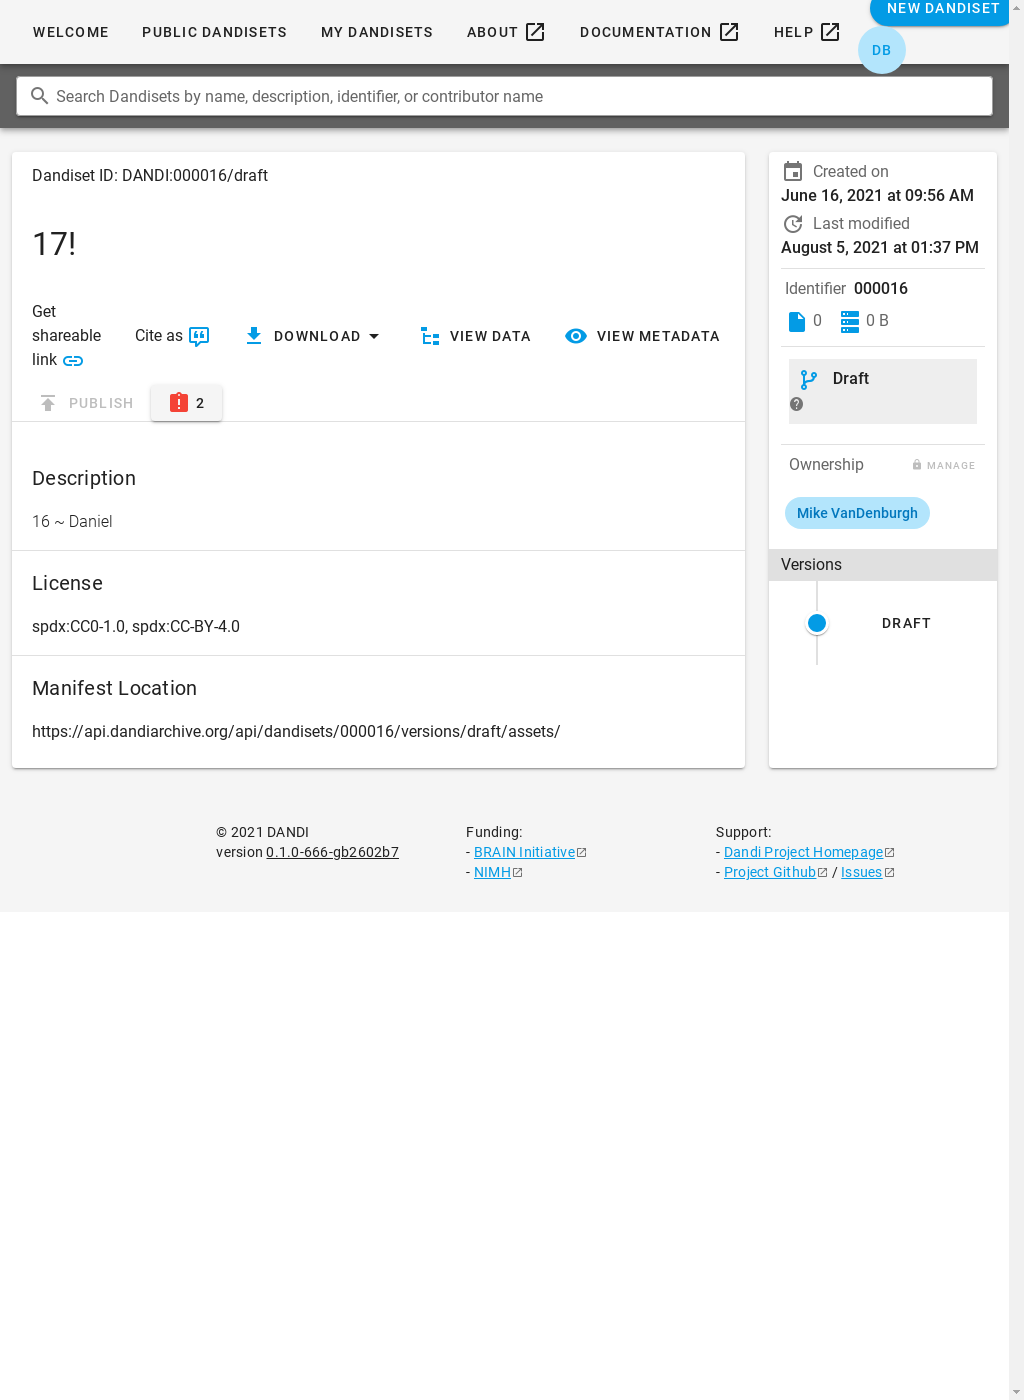 WELCOME
PUBLIC DANDISETS
MY DANDISETS
ABOUT
DOCUMENTATION
HELP
NEW DANDISET
DB
Search Dandisets by name, description, identifier, or contributor name
Dandiset ID: DANDI:000016/draft
17!
Get
shareable
link
Cite as
DOWNLOAD
VIEW DATA
VIEW METADATA
PUBLISH
2
Description
16 ~ Daniel
License
spdx:CC0-1.0, spdx:CC-BY-4.0
Manifest Location
https://api.dandiarchive.org/api/dandisets/000016/versions/draft/assets/
Created on
June 16, 2021 at 09:56 AM
Last modified
August 5, 2021 at 01:37 PM
Identifier 000016
0
0 B
Draft
Ownership
MANAGE
Mike VanDenburgh
Versions
DRAFT
© 2021 DANDI
version 0.1.0-666-gb2602b7
Funding:
- BRAIN Initiative
- NIMH
Support:
- Dandi Project Homepage
- Project Github / Issues